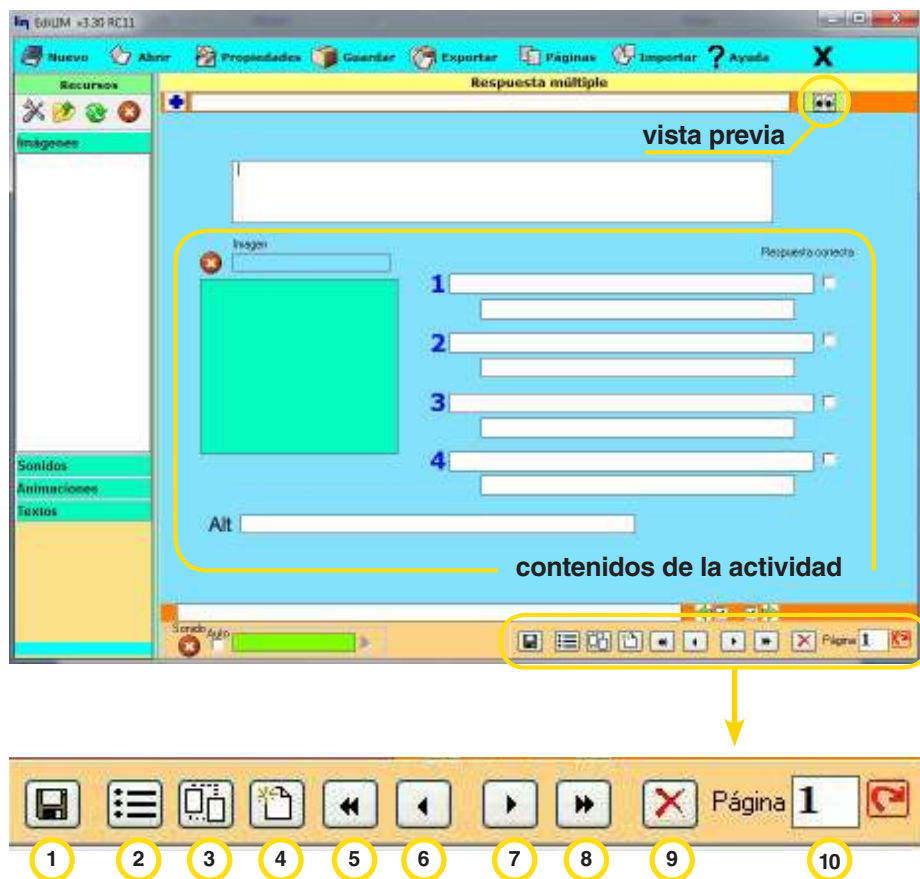 EdiLIM v3.30 RC11
Nuevo Abrir Propiedades Guardar Exportar Páginas Importar ? Ayuda X
Recursos
Respuesta múltiple
vista previa
Imágenes
Imagen
Respuesta correcta
1
2
3
4
Sonidos
Animaciones
Textos
Alt
contenidos de la actividad
Sonido Auto
Página 1
Página 1
1 2 3 4 5 6 7 8 9 10